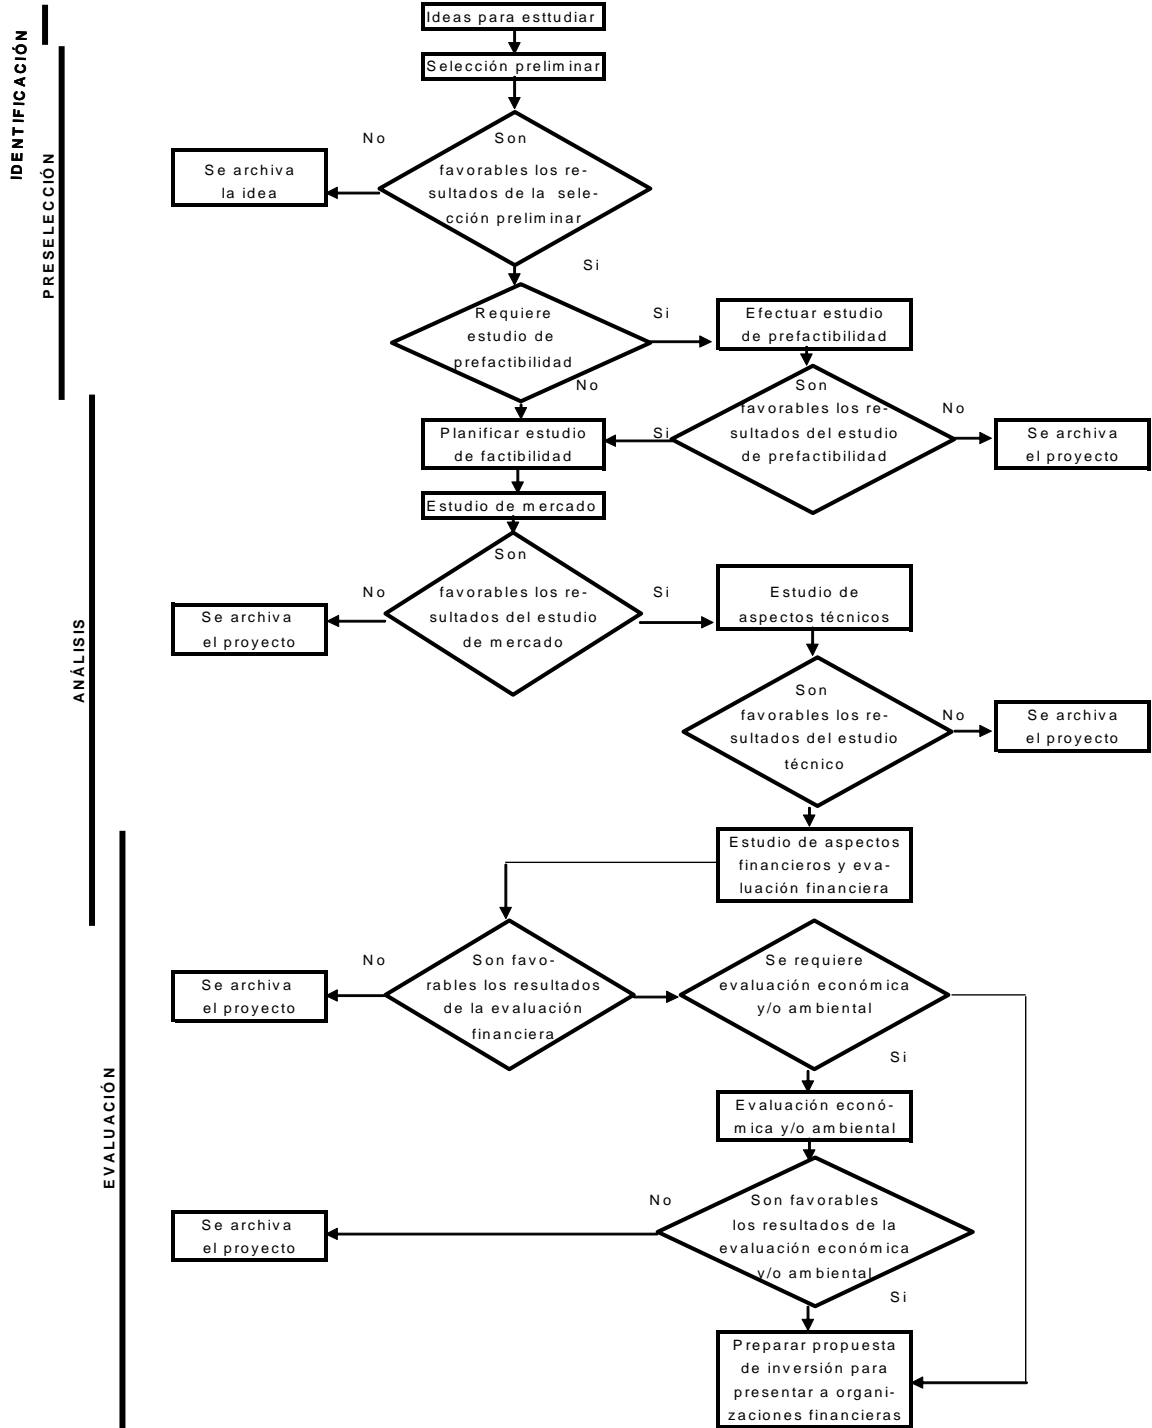 IDENTIFICACIÓN
PRESELECCIÓN
ANÁLISIS
EVALUACIÓN
Ideas para esttudiar
Selección preliminar
No
Son
favorables los re-
sultados de la sele-
cción preliminar
Se archiva
la idea
Si
Requiere
estudio de
prefactibilidad
Si
Efectuar estudio
de prefactibilidad
No
Son
favorables los re-
sultados del estudio
de prefactibilidad
No
Se archiva
el proyecto
Si
Planificar estudio
de factibilidad
Estudio de mercado
Son
favorables los re-
sultados del estudio
de mercado
No
Se archiva
el proyecto
Si
Estudio de
aspectos técnicos
Son
favorables los re-
sultados del estudio
técnico
No
Se archiva
el proyecto
Estudio de aspectos
financieros y eva-
luación financiera
Son favo-
rables los resultados
de la evaluación
financiera
No
Se archiva
el proyecto
Se requiere
evaluación económica
y/o ambiental
Si
Evaluación econó-
mica y/o ambiental
Son favorables
los resultados de la
evaluación económica
y/o ambiental
No
Se archiva
el proyecto
Si
Preparar propuesta
de inversión para
presentar a organi-
zaciones financieras